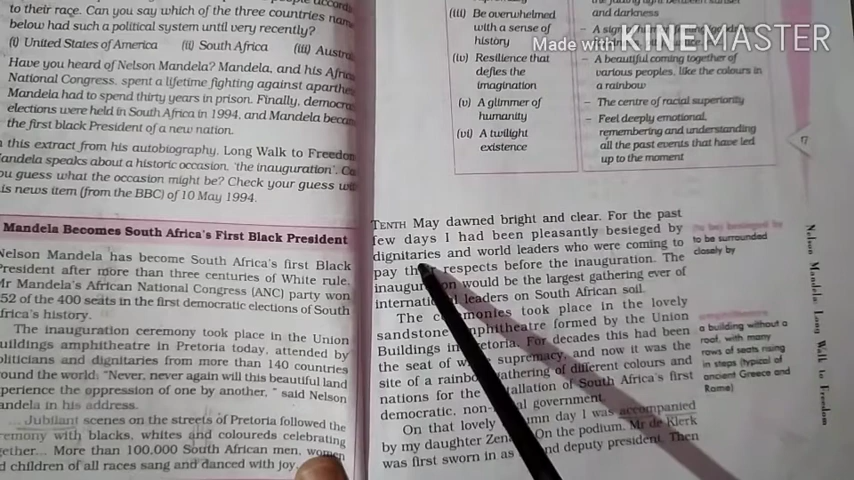 to their race. Can you say which of the three countries name
below had such a political system until very recently?
(i) United States of America (ii) South Africa (iii) Austra
Have you heard of Nelson Mandela? Mandela, and his Afric
National Congress, spent a lifetime fighting against aparthe
Mandela had to spend thirty years in prison. Finally, democra
elections were held in South Africa in 1994, and Mandela becam
the first black President of a new nation.
this extract from his autobiography, Long Walk to Freedom
andela speaks about a historic occasion, 'the inauguration'. Ca
ou guess what the occasion might be? Check your guess wi
is news item (from the BBC) of 10 May 1994.
Mandela Becomes South Africa's First Black President
Nelson Mandela has become South Africa's first Black
President after more than three centuries of White rule.
Mr Mandela's African National Congress (ANC) party won
52 of the 400 seats in the first democratic elections of South
frica's history.
The inauguration ceremony took place in the Union
uildings amphitheatre in Pretoria today, attended by
oliticians and dignitaries from more than 140 countries
ound the world. "Never, never again will this beautiful land
perience the oppression of one by another, " said Nelson
andela in his address.
... Jubilant scenes on the streets of Pretoria followed the
remony with blacks, whites and coloureds celebrating
gether... More than 100,000 South African men, women
d children of all races sang and danced with joy.
(iii) Be overwhelmed
with a sense of
history
and darkness
– A sign
(iv) Resilience that
defies the
imagination
– A beautiful coming together of
various peoples, like the colours in
a rainbow
(v) A glimmer of
humanity
– The centre of racial superiority
(vi) A twilight
existence
– Feel deeply emotional,
remembering and understanding
all the past events that have led
up to the moment
Made with KINEMASTER
TENTH May dawned bright and clear. For the past
few days I had been pleasantly besieged by
dignitaries and world leaders who were coming to
pay their respects before the inauguration. The
inauguration would be the largest gathering ever of
international leaders on South African soil.
The ceremonies took place in the lovely
sandstone amphitheatre formed by the Union
Buildings in Pretoria. For decades this had been
the seat of white supremacy, and now it was the
site of a rainbow gathering of different colours and
nations for the installation of South Africa's first
democratic, non-racial government.
On that lovely autumn day I was accompanied
by my daughter Zenani. On the podium, Mr de Klerk
was first sworn in as second deputy president. Then
(to be) besieged by
to be surrounded
closely by
amphitheatre
a building without a
roof, with many
rows of seats rising
in steps (typical of
ancient Greece and
Rome)
17
Nelson Mandela: Long Walk to Freedom